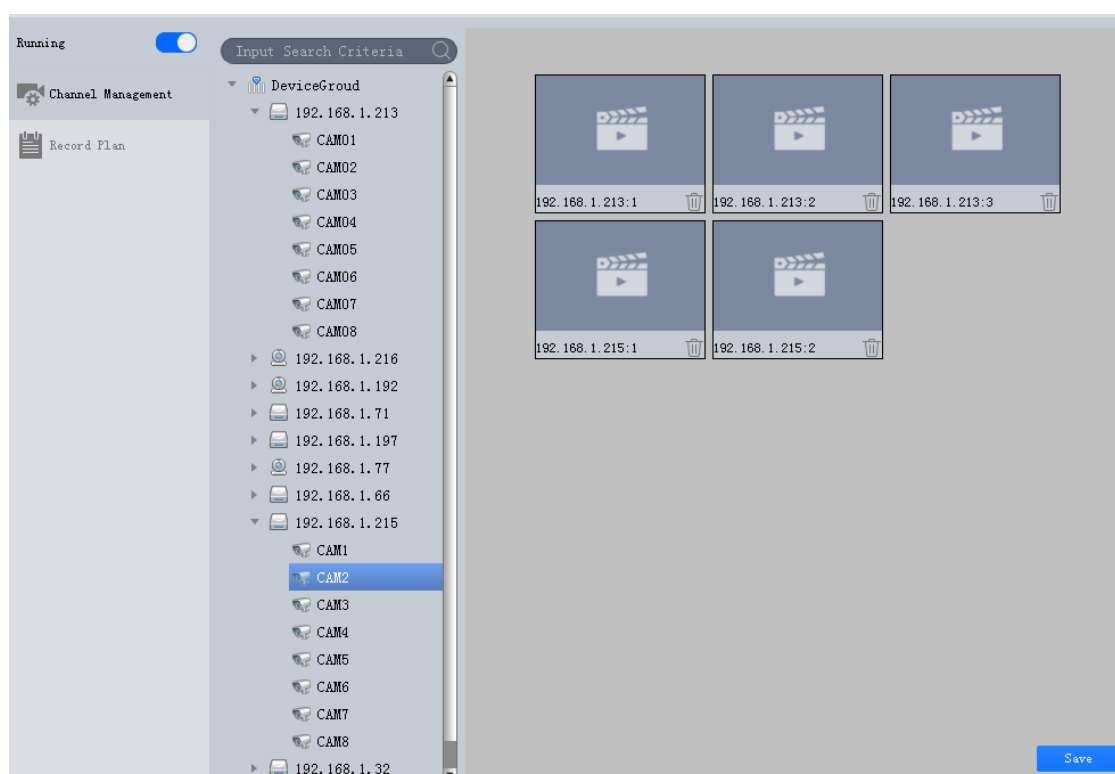 Running
Channel Management
Record Plan
Input Search Criteria
DeviceGroud
192.168.1.213
CAM01
CAM02
CAM03
CAM04
CAM05
CAM06
CAM07
CAM08
192.168.1.216
192.168.1.192
192.168.1.71
192.168.1.197
192.168.1.77
192.168.1.66
192.168.1.215
CAM1
CAM2
CAM3
CAM4
CAM5
CAM6
CAM7
CAM8
192.168.1.32
192.168.1.213:1
192.168.1.213:2
192.168.1.213:3
192.168.1.215:1
192.168.1.215:2
Save